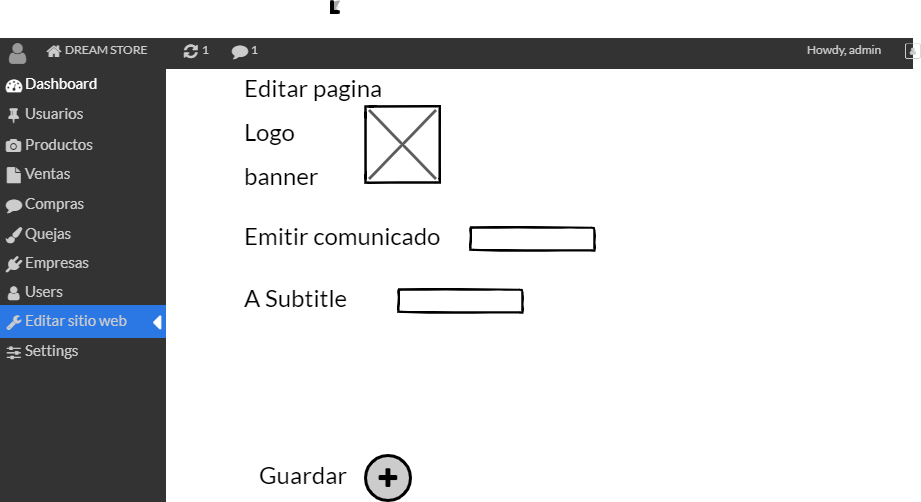 DREAM STORE 1 1 Howdy, admin
Dashboard
Usuarios
Productos
Ventas
Compras
Quejas
Empresas
Users
Editar sitio web
Settings
Editar pagina
Logo
banner
Emitir comunicado
A Subtitle
Guardar